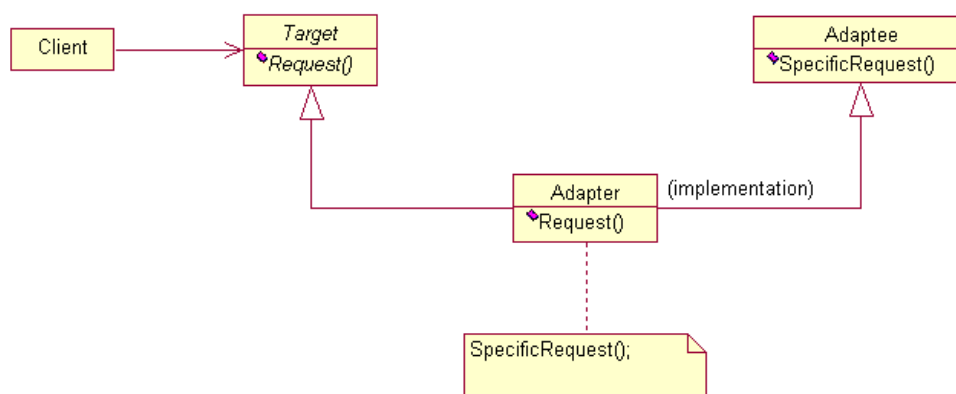 Client
Target
Request()
Adaptee
SpecificRequest()
Adapter
Request()
(implementation)
SpecificRequest();